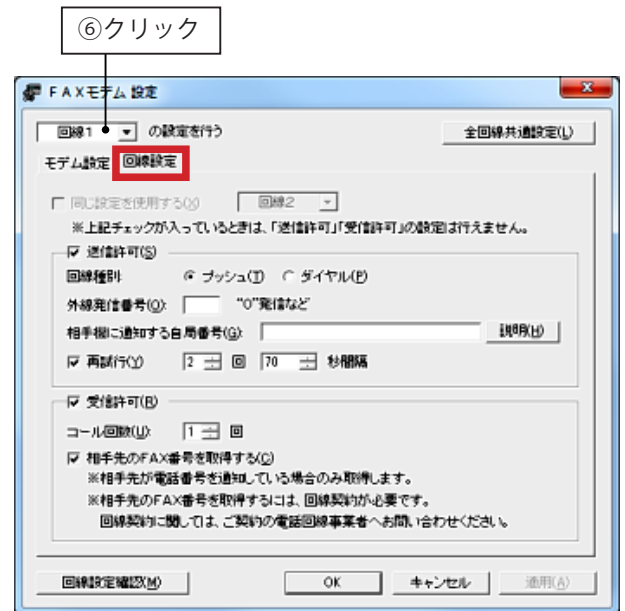 ⑥クリック
FAXモデム 設定
回線1 の設定を行う 全回線共通設定(L)
モデム設定 回線設定
同じ設定を使用する(X) 回線2
※上記チェックが入っているときは、「送信許可」「受信許可」の設定は行えません。
送信許可(S)
回線種別: プッシュ(T) ダイヤル(P)
外線発信番号(O): "0"発信など
相手機に通知する自局番号(G): 説明(H)
再試行(Y) 2 回 70 秒間隔
受信許可(R)
コール回数(U): 1 回
相手先のFAX番号を取得する(C)
※相手先が電話番号を通知している場合のみ取得します。
※相手先のFAX番号を取得するには、回線契約が必要です。
回線契約に関しては、ご契約の電話回線事業者へお問い合わせください。
回線設定確認(M) OK キャンセル 適用(A)